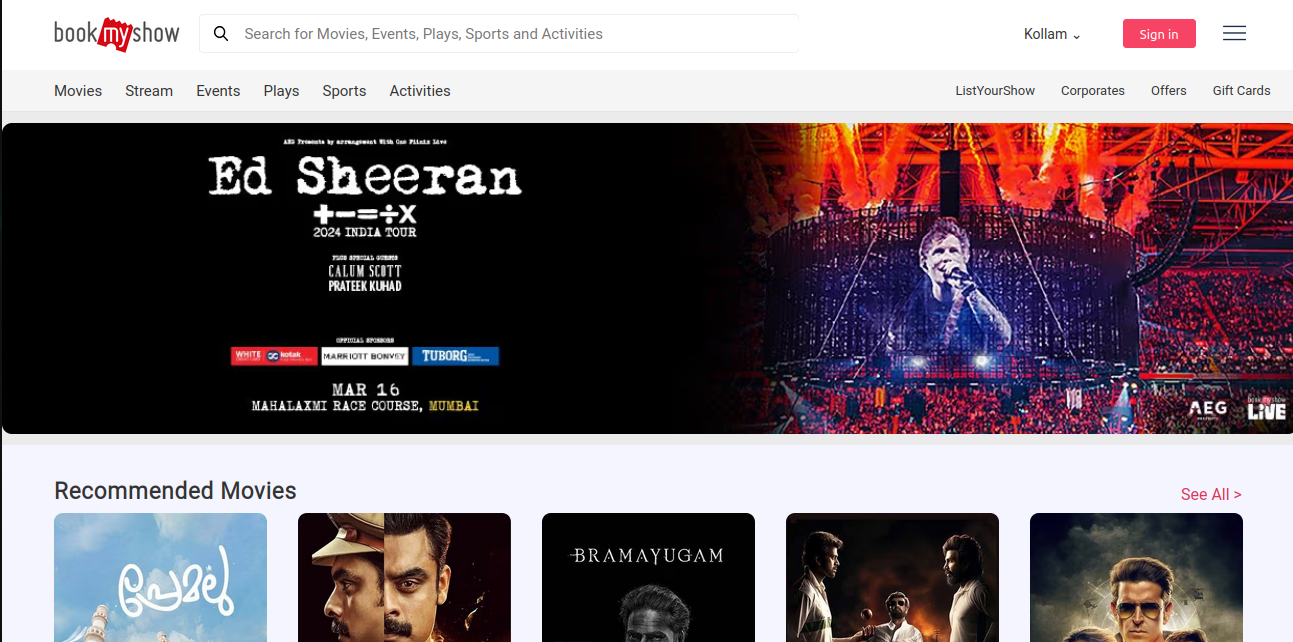 bookmyshow
Search for Movies, Events, Plays, Sports and Activities
Kollam
Sign in
Movies Stream Events Plays Sports Activities
ListYourShow Corporates Offers Gift Cards
AEG Presents by arrangement With One Fiinix Live
Ed Sheeran
+-=÷x
2024 INDIA TOUR
PLUS SPECIAL GUESTS
CALUM SCOTT
PRATEEK KUHAD
OFFICIAL SPONSORS
WHITE kotak MARRIOTT BONVOY TUBORG
MAR 16
MAHALAXMI RACE COURSE, MUMBAI
AEG
PRESENTS
bookmyshow
LIVE
Recommended Movies
See All >
പ്രേമലു
BRAMAYUGAM